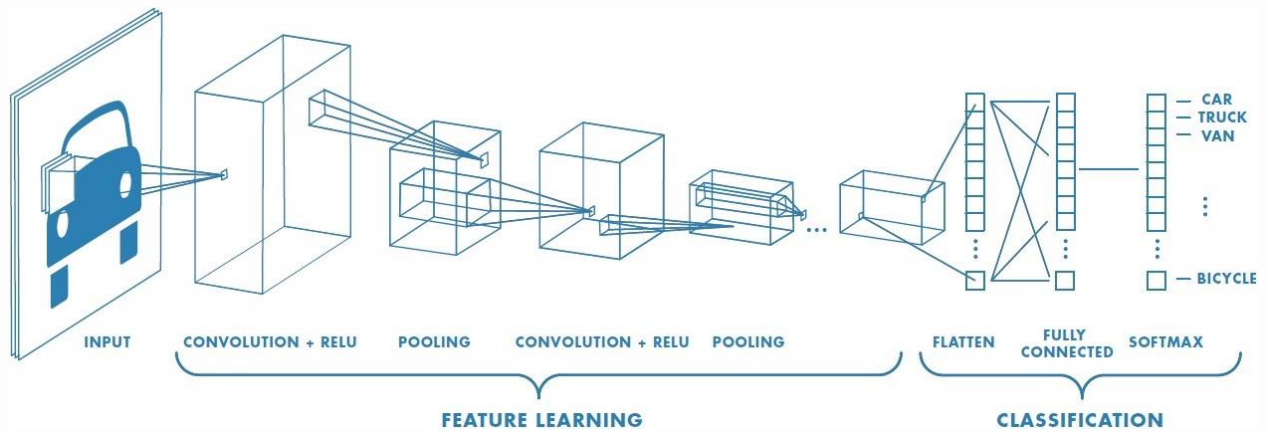 CAR
TRUCK
VAN
BICYCLE
INPUT
CONVOLUTION + RELU
POOLING
CONVOLUTION + RELU
POOLING
FLATTEN
FULLY
CONNECTED
SOFTMAX
FEATURE LEARNING
CLASSIFICATION